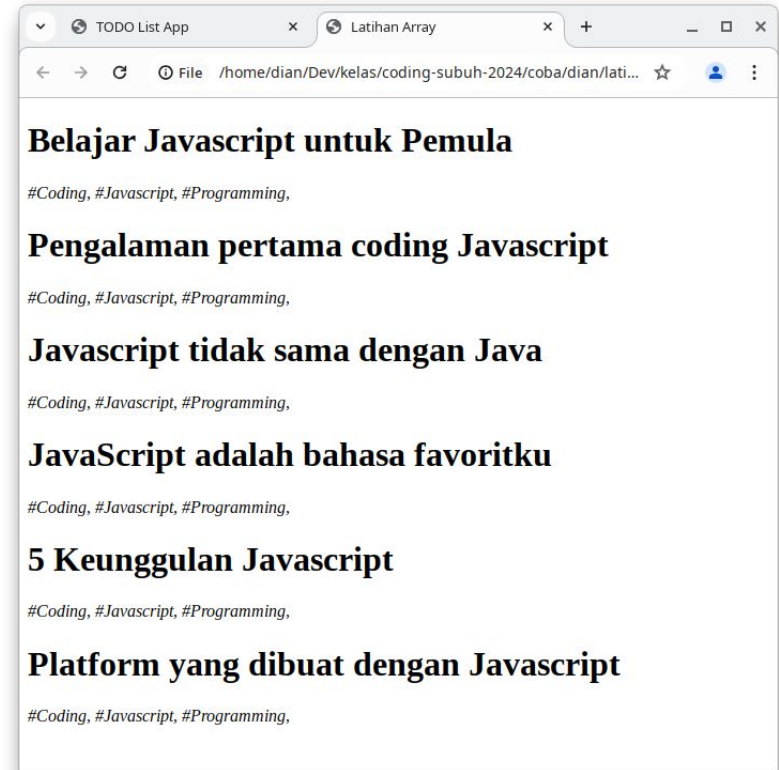 TODO List App
Latihan Array
File /home/dian/Dev/kelas/coding-subuh-2024/coba/dian/lati...
Belajar Javascript untuk Pemula
#Coding, #Javascript, #Programming,
Pengalaman pertama coding Javascript
#Coding, #Javascript, #Programming,
Javascript tidak sama dengan Java
#Coding, #Javascript, #Programming,
JavaScript adalah bahasa favoritku
#Coding, #Javascript, #Programming,
5 Keunggulan Javascript
#Coding, #Javascript, #Programming,
Platform yang dibuat dengan Javascript
#Coding, #Javascript, #Programming,